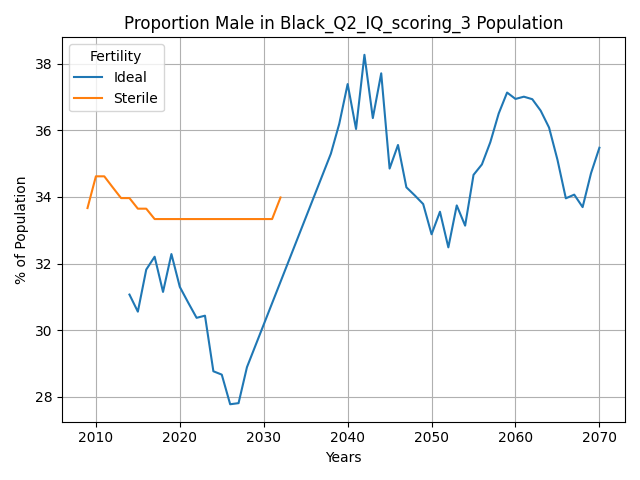 Proportion Male in Black_Q2_IQ_scoring_3 Population
Fertility
Ideal
Sterile
% of Population
38
36
34
32
30
28
2010 2020 2030 2040 2050 2060 2070
Years